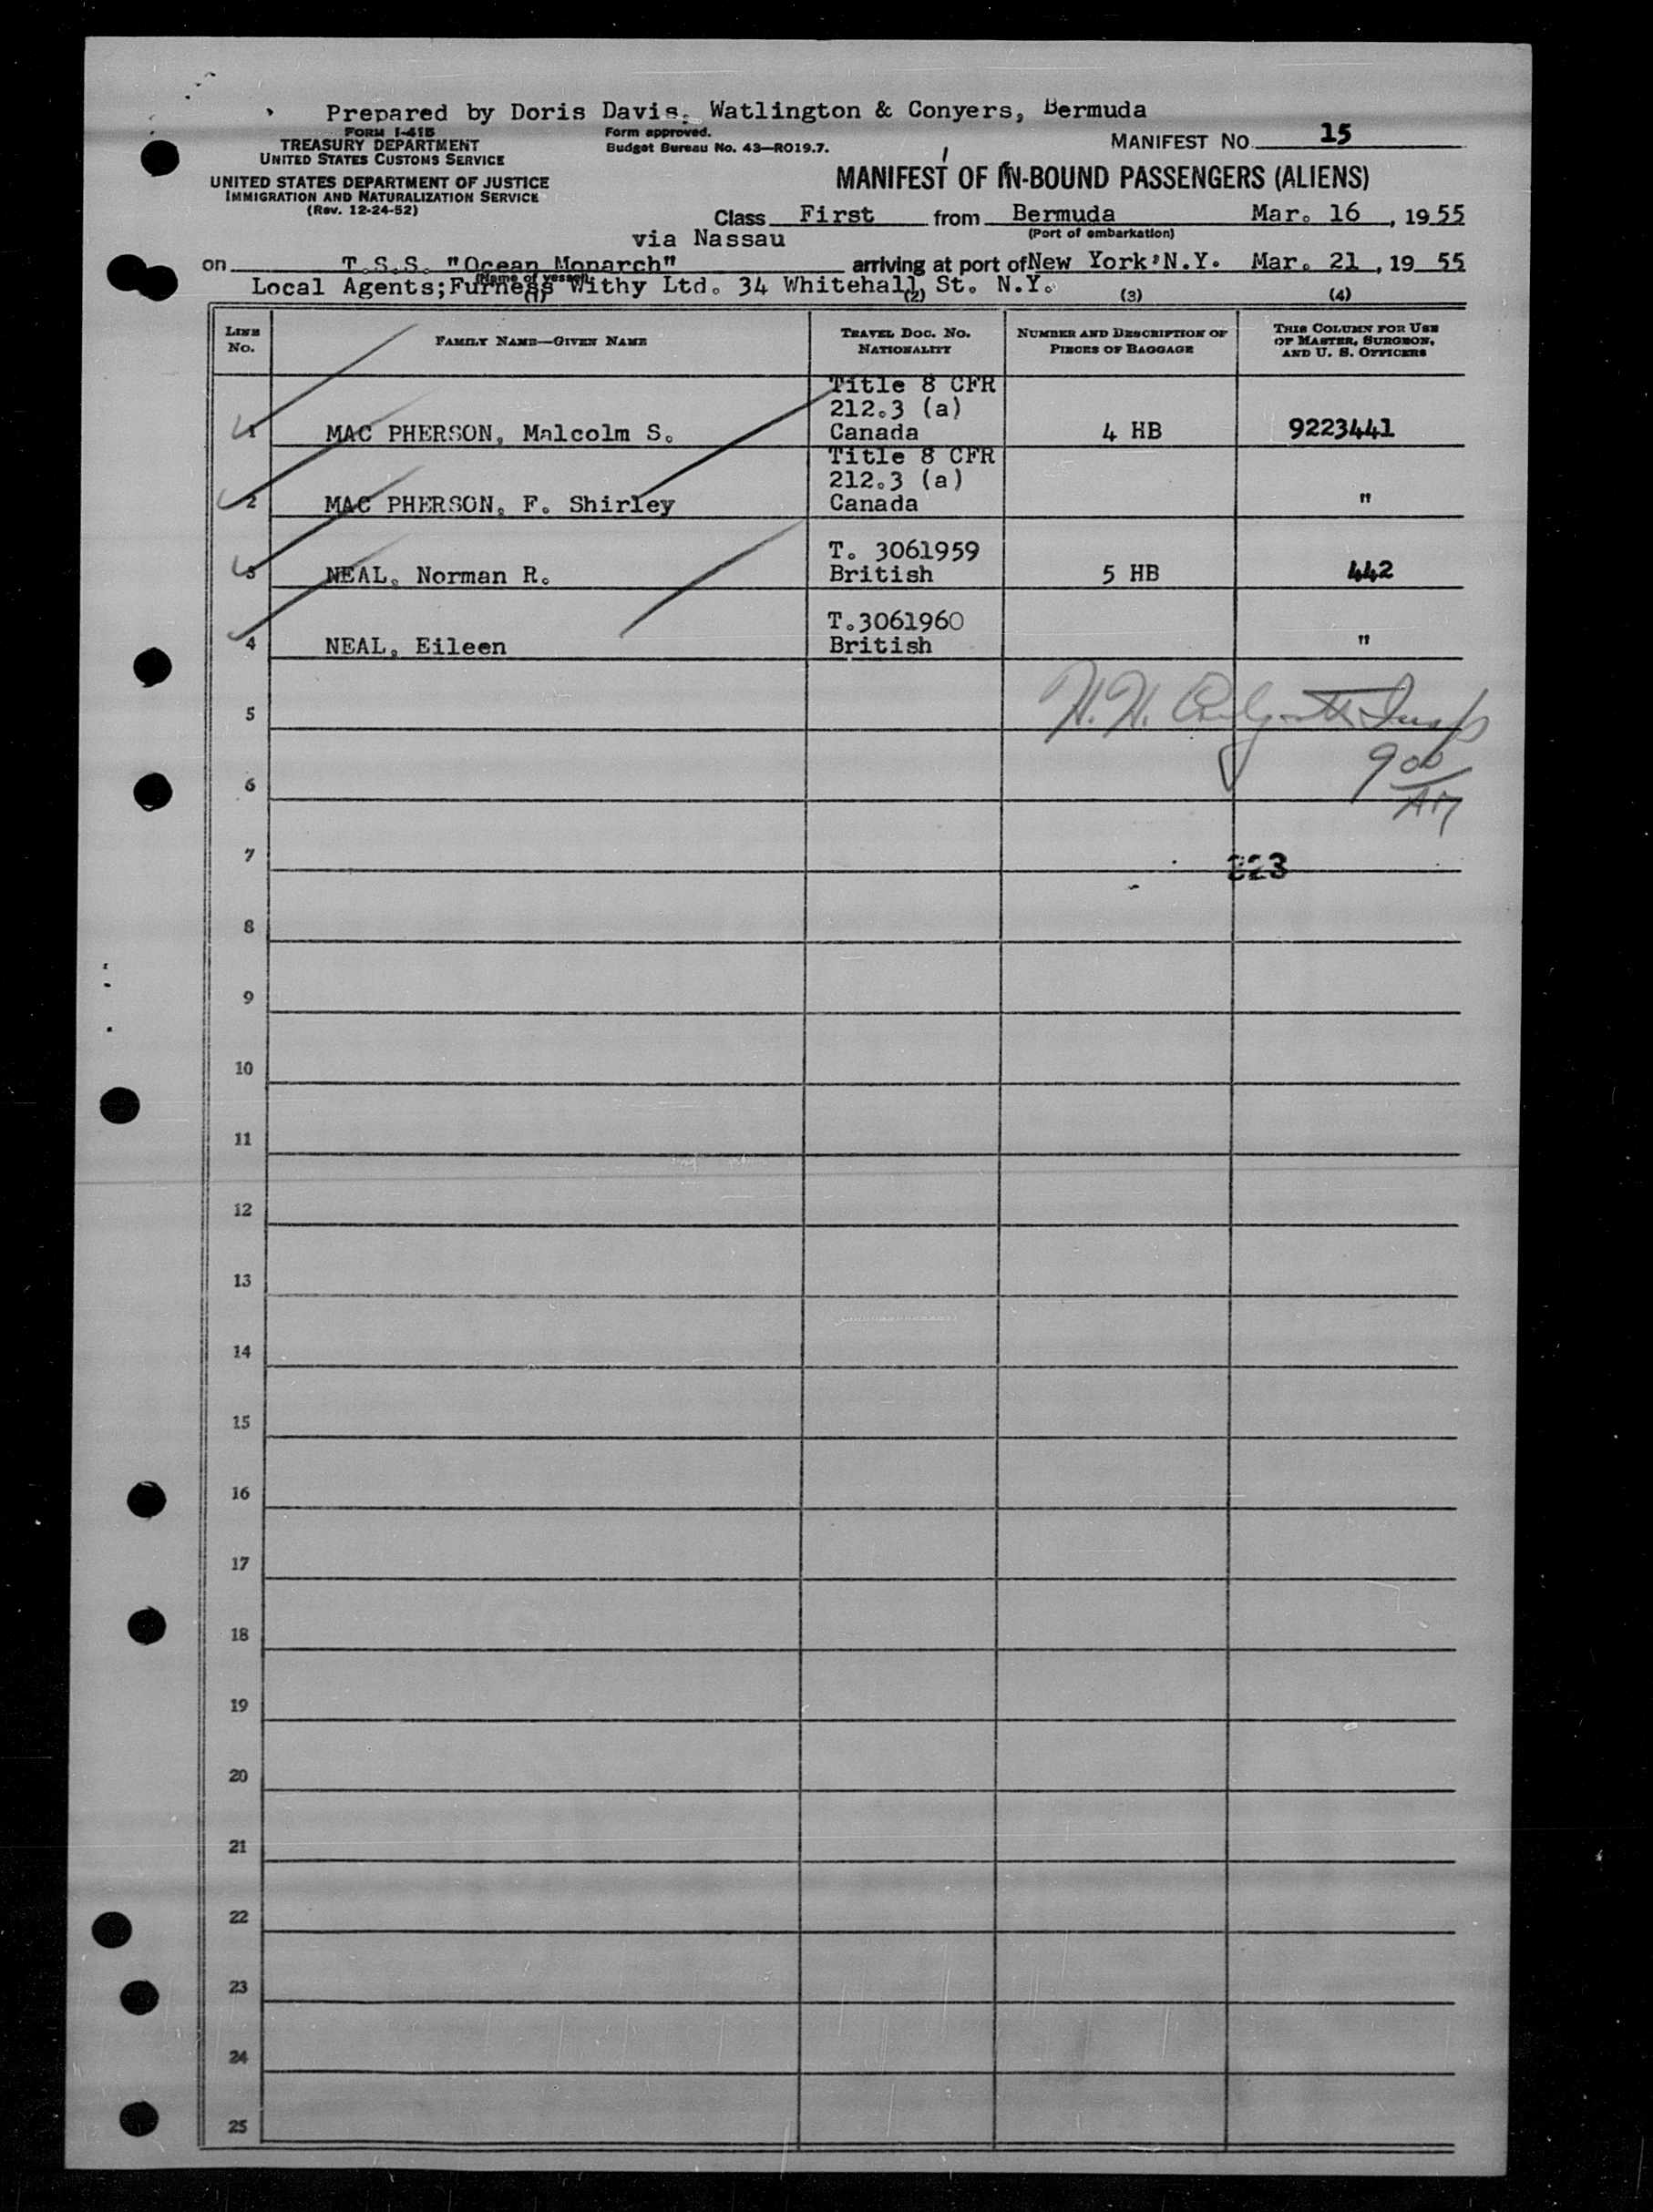 Prepared by Doris Davis, Watlington & Conyers, Bermuda
FORM I-415
TREASURY DEPARTMENT
UNITED STATES CUSTOMS SERVICE
Form approved.
Budget Bureau No. 43—RO19.7.
MANIFEST NO. 15
UNITED STATES DEPARTMENT OF JUSTICE
IMMIGRATION AND NATURALIZATION SERVICE
(Rev. 12-24-52)
MANIFEST OF IN-BOUND PASSENGERS (ALIENS)
Class First from Bermuda Mar. 16, 1955
(Port of embarkation)
via Nassau
on T.S.S. "Ocean Monarch" arriving at port of New York, N.Y. Mar. 21, 19 55
(Name of vessel)
Local Agents; Furness Withy Ltd. 34 Whitehall St. N.Y.
(1) (2) (3) (4)
LINE NO. FAMILY NAME—GIVEN NAME TRAVEL DOC. NO. NATIONALITY NUMBER AND DESCRIPTION OF PIECES OF BAGGAGE THIS COLUMN FOR USE OF MASTER, SURGEON, AND U. S. OFFICERS
Title 8 CFR
212.3 (a)
1 MAC PHERSON, Malcolm S. Canada 4 HB 9223441
Title 8 CFR
212.3 (a)
2 MAC PHERSON, F. Shirley Canada "
T. 3061959
3 NEAL, Norman R. British 5 HB 442
T.3061960
4 NEAL, Eileen British "
H.H.
5
9 00
AM
6
7 223
8
9
10
11
12
13
14
15
16
17
18
19
20
21
22
23
24
25